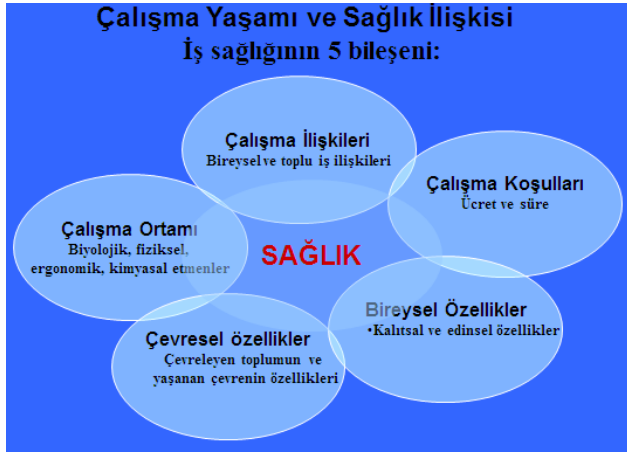 Çalışma Yaşamı ve Sağlık İlişkisi
İş sağlığının 5 bileşeni:
Çalışma İlişkileri
Bireysel ve toplu iş ilişkileri
Çalışma Koşulları
Ücret ve süre
Çalışma Ortamı
Biyolojik, fiziksel,
ergonomik, kimyasal etmenler
SAĞLIK
Bireysel Özellikler
•Kalıtsal ve edinsel özellikler
Çevresel özellikler
Çevreleyen toplumun ve
yaşanan çevrenin özellikleri